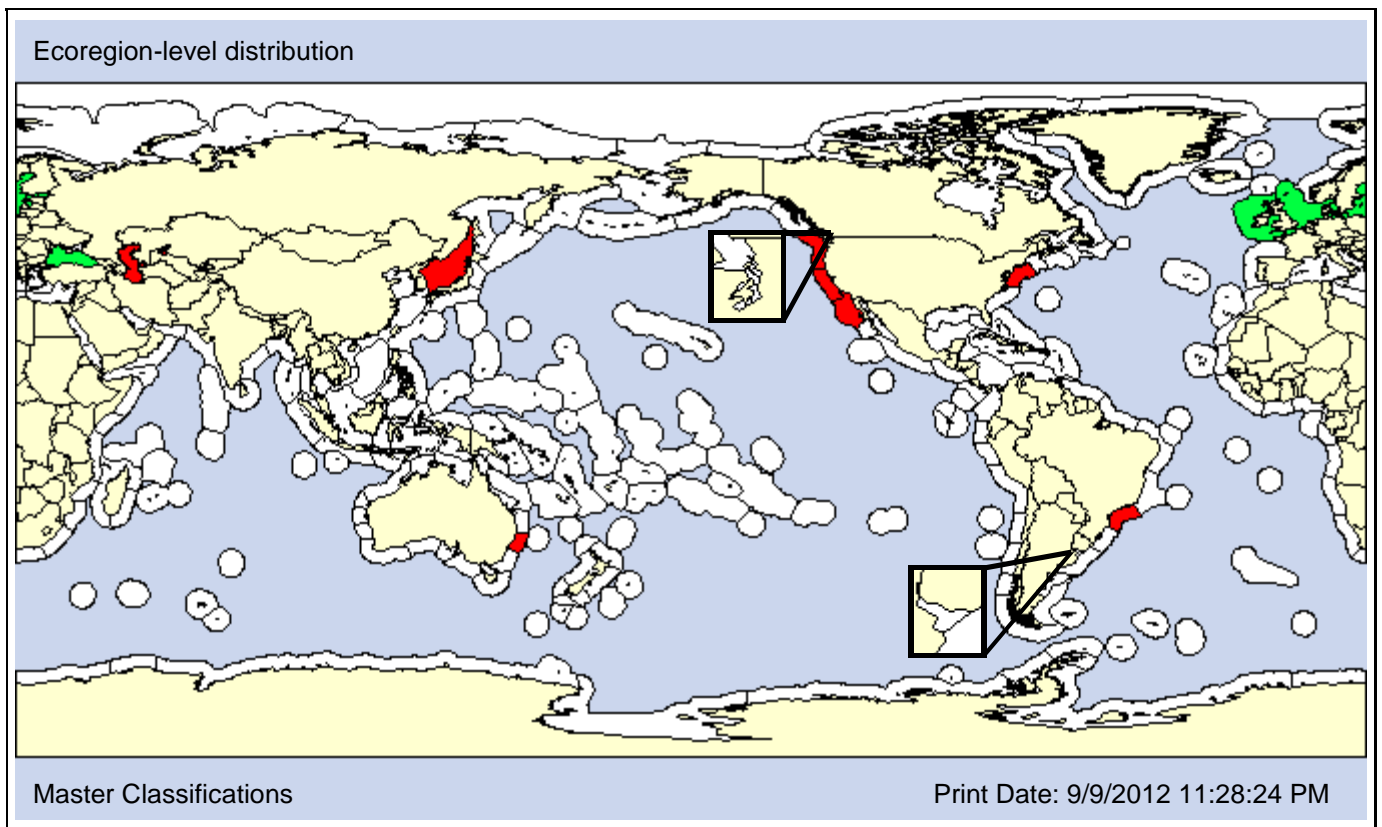 Ecoregion-level distribution
Master Classifications
Print Date: 9/9/2012 11:28:24 PM